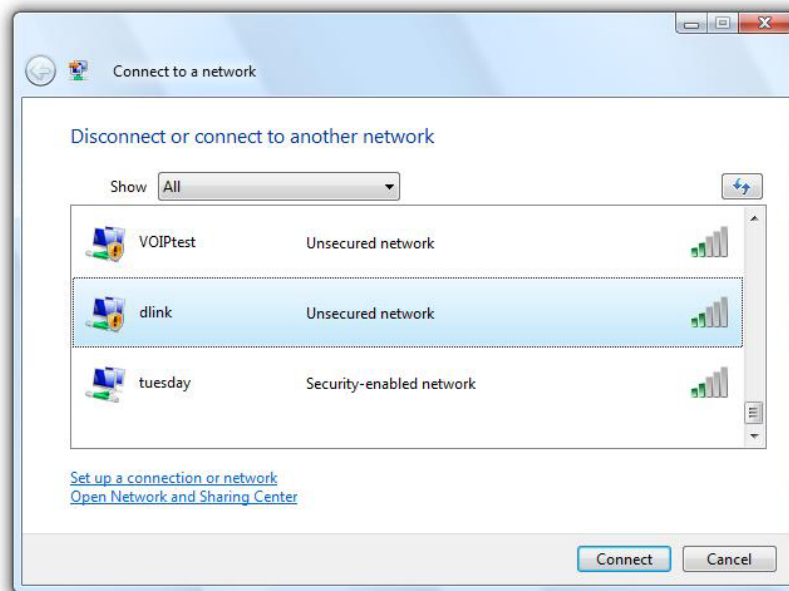 Connect to a network
Disconnect or connect to another network
Show All
VOIPtest Unsecured network
dlink Unsecured network
tuesday Security-enabled network
Set up a connection or network
Open Network and Sharing Center
Connect Cancel